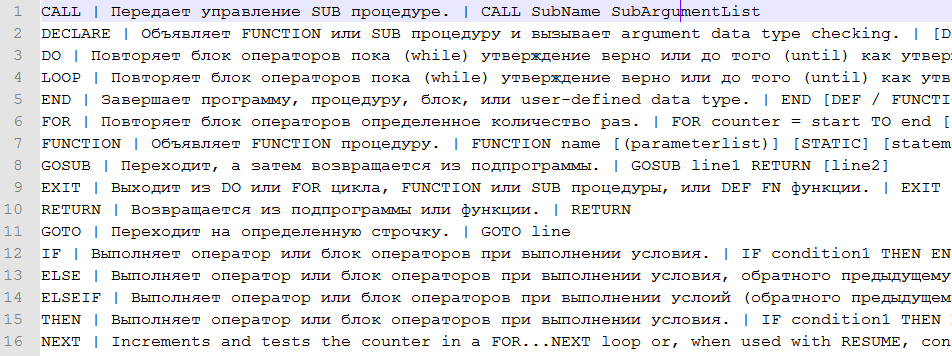 1 CALL | Передает управление SUB процедуре. | CALL SubName SubArgumentList
2 DECLARE | Объявляет FUNCTION или SUB процедуру и вызывает argument data type checking. | [D
3 DO | Повторяет блок операторов пока (while) утверждение верно или до того (until) как утвер
4 LOOP | Повторяет блок операторов пока (while) утверждение верно или до того (until) как утв
5 END | Завершает программу, процедуру, блок, или user-defined data type. | END [DEF / FUNCTI
6 FOR | Повторяет блок операторов определенное количество раз. | FOR counter = start TO end [
7 FUNCTION | Объявляет FUNCTION процедуру. | FUNCTION name [(parameterlist)] [STATIC] [statem
8 GOSUB | Переходит, а затем возвращается из подпрограммы. | GOSUB line1 RETURN [line2]
9 EXIT | Выходит из DO или FOR цикла, FUNCTION или SUB процедуры, или DEF FN функции. | EXIT
10 RETURN | Возвращается из подпрограммы или функции. | RETURN
11 GOTO | Переходит на определенную строчку. | GOTO line
12 IF | Выполняет оператор или блок операторов при выполнении условия. | IF condition1 THEN EN
13 ELSE | Выполняет оператор или блок операторов при выполнении условия, обратного предыдущему
14 ELSEIF | Выполняет оператор или блок операторов при выполнении услоий (обратного предыдущем
15 THEN | Выполняет оператор или блок операторов при выполнении условия. | IF condition1 THEN
16 NEXT | Increments and tests the counter in a FOR...NEXT loop or, when used with RESUME, con